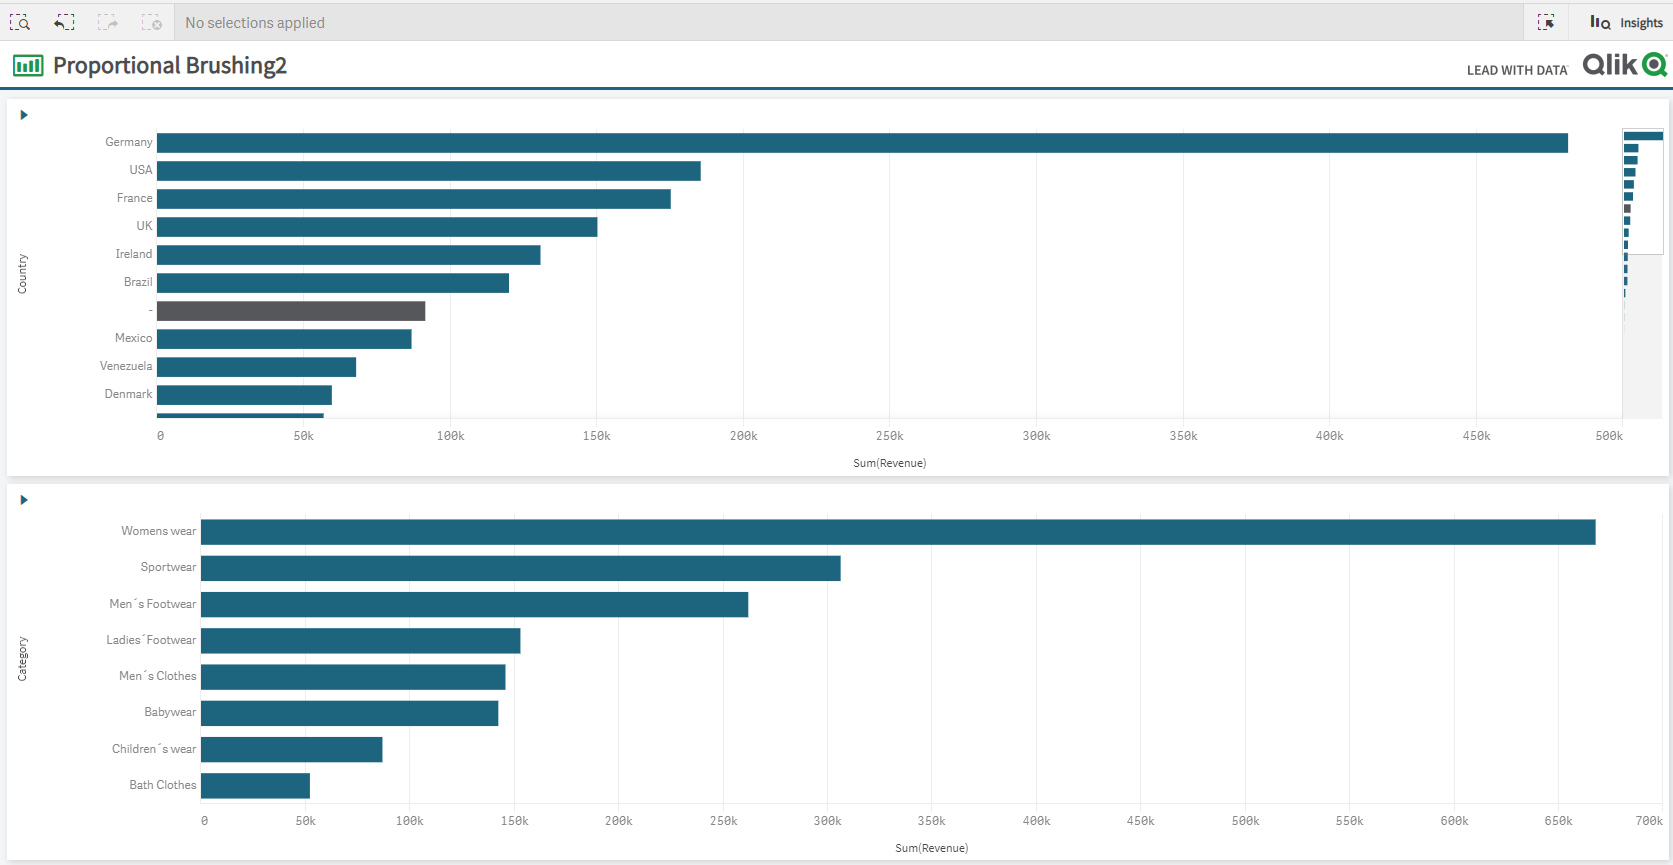 No selections applied
Insights
Proportional Brushing2
LEAD WITH DATA
Qlik
Country
Germany
USA
France
UK
Ireland
Brazil
-
Mexico
Venezuela
Denmark
0 50k 100k 150k 200k 250k 300k 350k 400k 450k 500k
Sum(Revenue)
Category
Womens wear
Sportwear
Men´s Footwear
Ladies´Footwear
Men´s Clothes
Babywear
Children´s wear
Bath Clothes
0 50k 100k 150k 200k 250k 300k 350k 400k 450k 500k 550k 600k 650k 700k
Sum(Revenue)